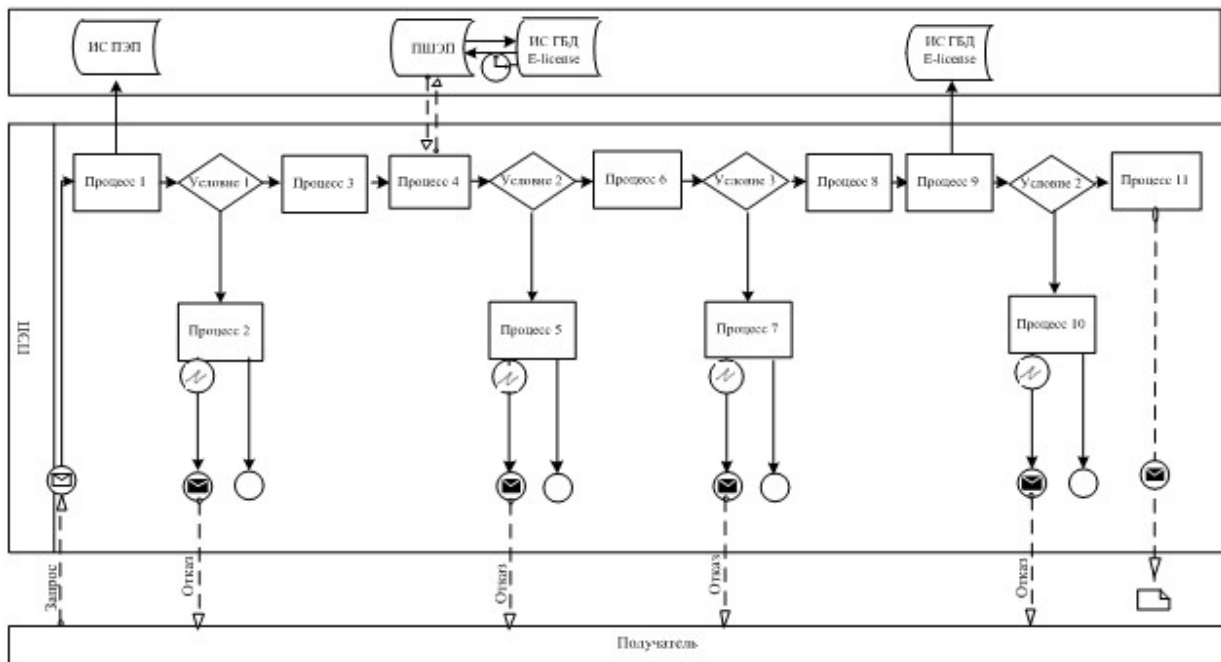 ИС ПЭП
ПШЭП
ИС ГБД
E-license
ИС ГБД
E-license
ПЭП
Процесс 1
Условие 1
Процесс 3
Процесс 4
Условие 2
Процесс 6
Условие 3
Процесс 8
Процесс 9
Условие 2
Процесс 11
Процесс 2
Процесс 5
Процесс 7
Процесс 10
Запрос
Отказ
Отказ
Отказ
Отказ
Получатель